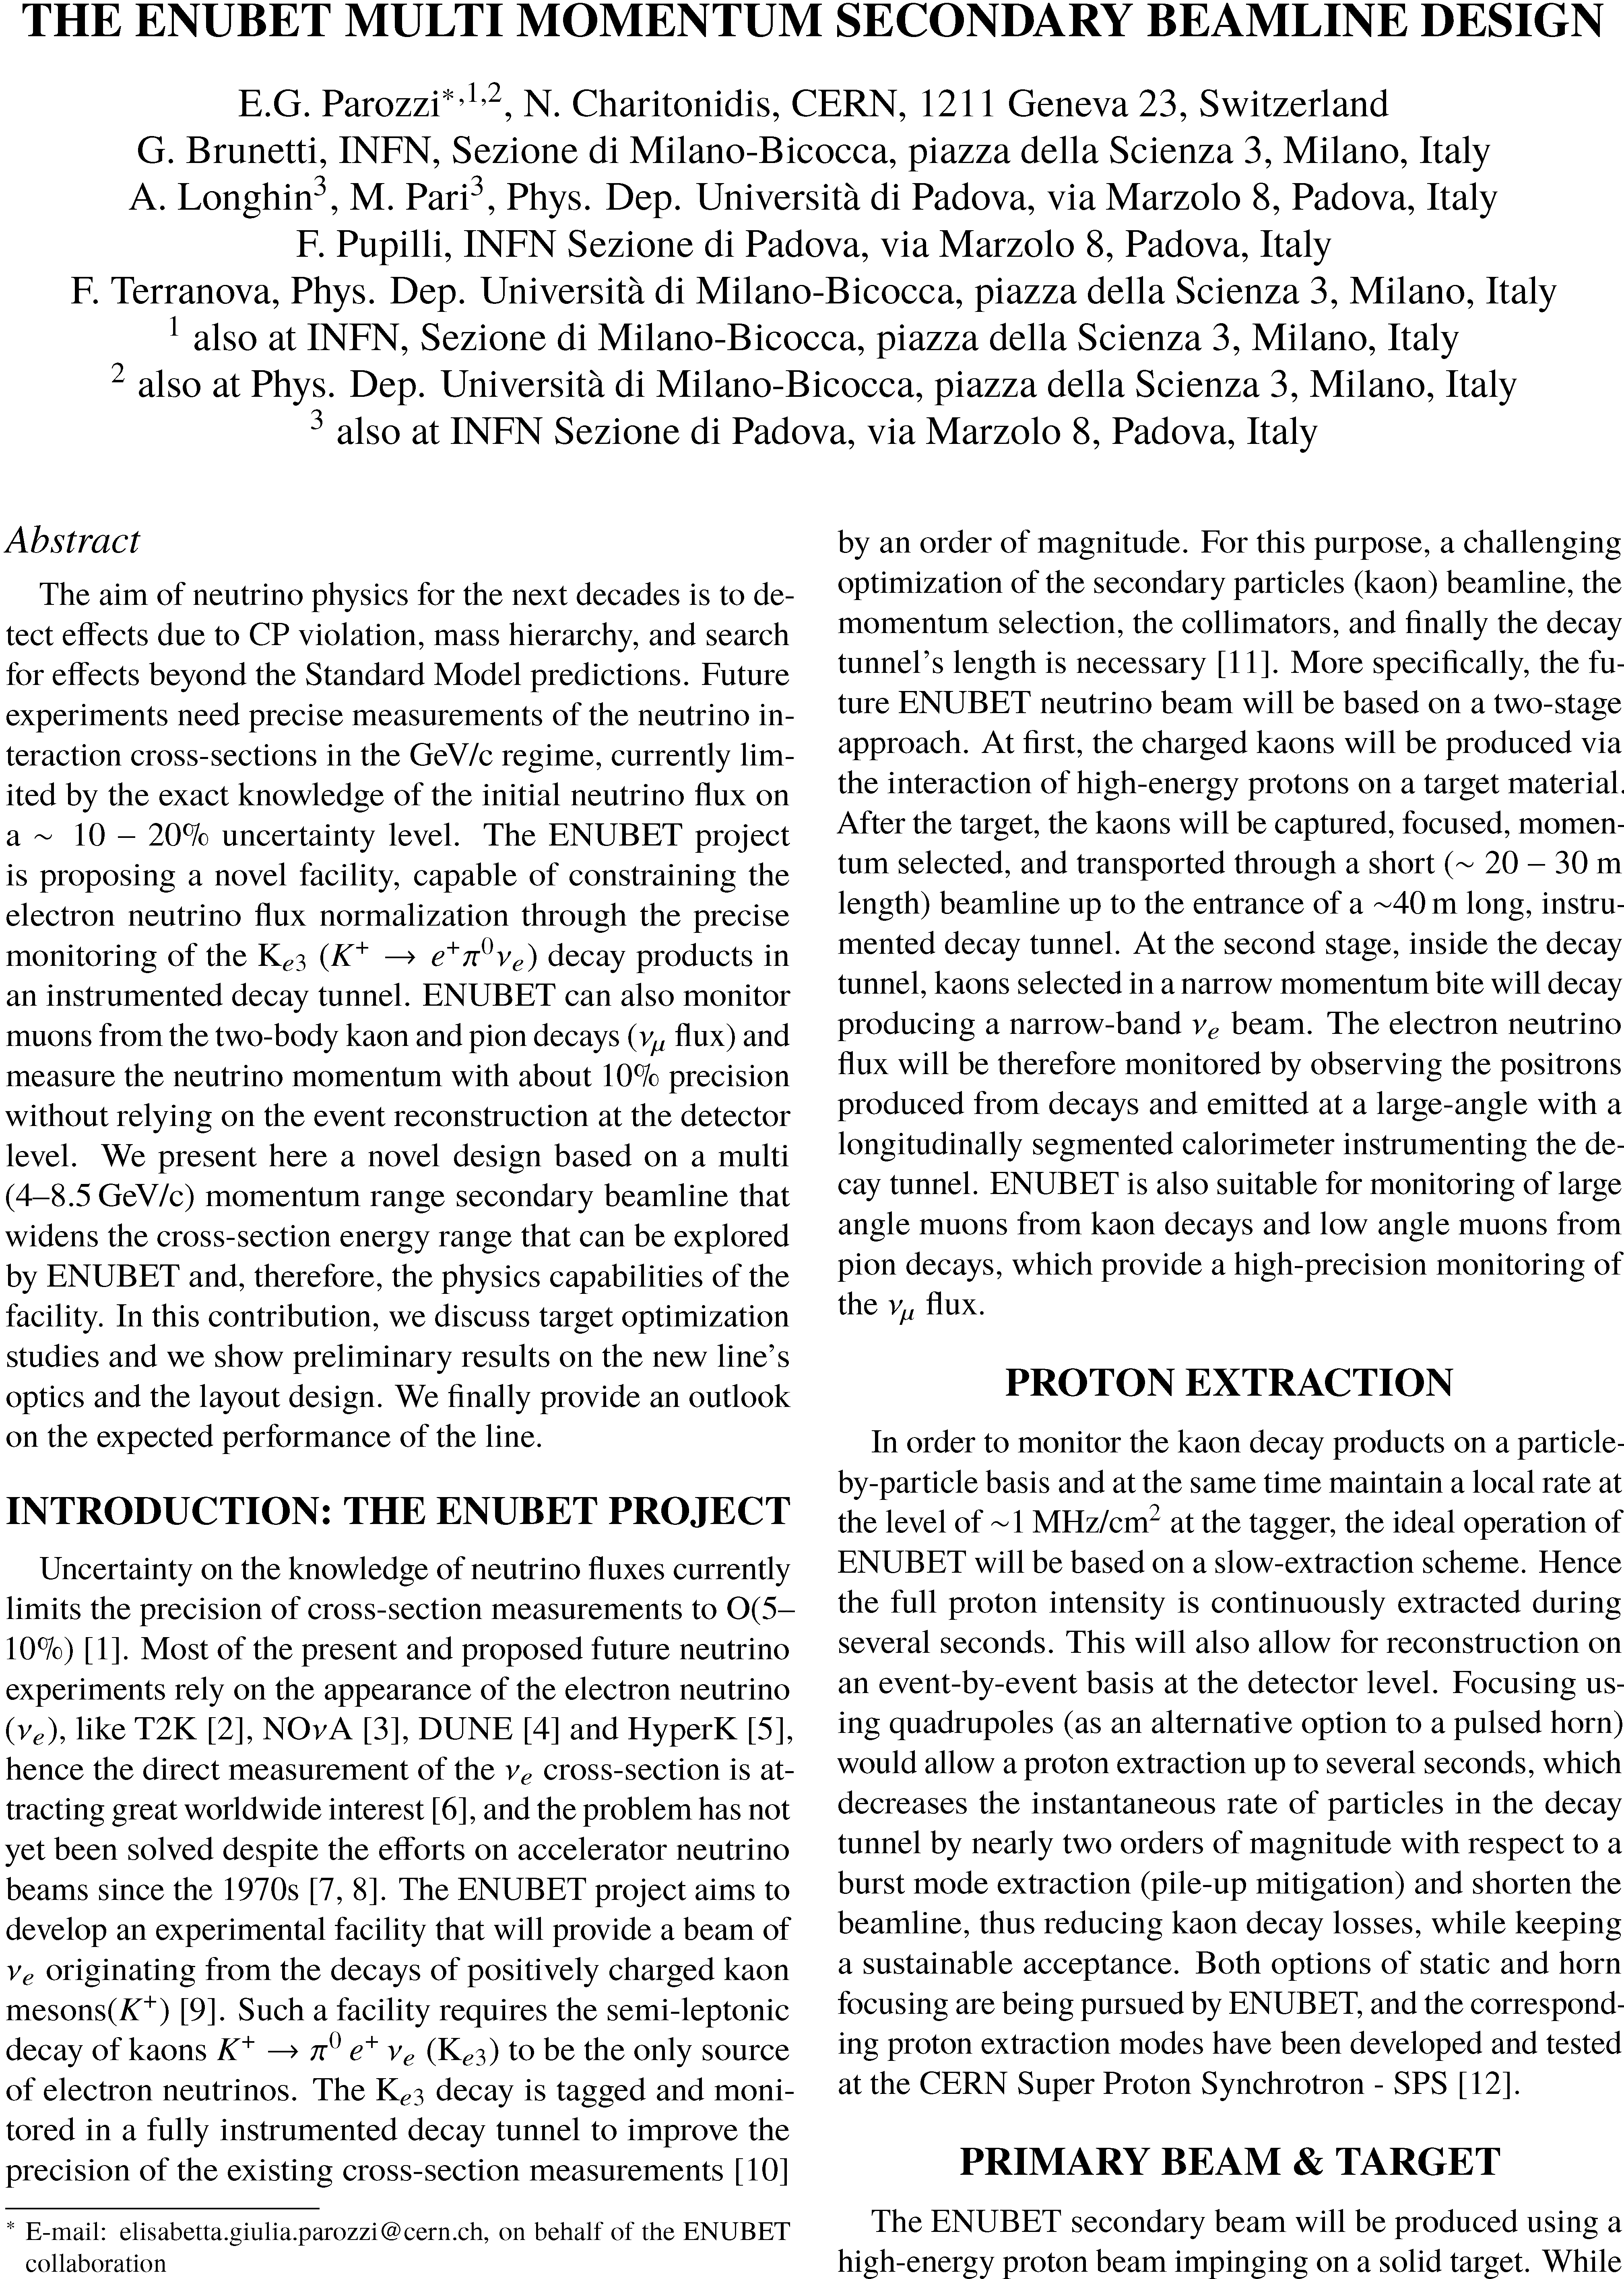 THE ENUBET MULTI MOMENTUM SECONDARY BEAMLINE DESIGN
E.G. Parozzi*,1,2, N. Charitonidis, CERN, 1211 Geneva 23, Switzerland
G. Brunetti, INFN, Sezione di Milano-Bicocca, piazza della Scienza 3, Milano, Italy
A. Longhin3, M. Pari3, Phys. Dep. Università di Padova, via Marzolo 8, Padova, Italy
F. Pupilli, INFN Sezione di Padova, via Marzolo 8, Padova, Italy
F. Terranova, Phys. Dep. Università di Milano-Bicocca, piazza della Scienza 3, Milano, Italy
1 also at INFN, Sezione di Milano-Bicocca, piazza della Scienza 3, Milano, Italy
2 also at Phys. Dep. Università di Milano-Bicocca, piazza della Scienza 3, Milano, Italy
3 also at INFN Sezione di Padova, via Marzolo 8, Padova, Italy
Abstract
The aim of neutrino physics for the next decades is to de-
tect effects due to CP violation, mass hierarchy, and search
for effects beyond the Standard Model predictions. Future
experiments need precise measurements of the neutrino in-
teraction cross-sections in the GeV/c regime, currently lim-
ited by the exact knowledge of the initial neutrino flux on
a ∼ 10 − 20% uncertainty level. The ENUBET project
is proposing a novel facility, capable of constraining the
electron neutrino flux normalization through the precise
monitoring of the Ke3 (K+ → e+π0νe) decay products in
an instrumented decay tunnel. ENUBET can also monitor
muons from the two-body kaon and pion decays (νμ flux) and
measure the neutrino momentum with about 10% precision
without relying on the event reconstruction at the detector
level. We present here a novel design based on a multi
(4–8.5 GeV/c) momentum range secondary beamline that
widens the cross-section energy range that can be explored
by ENUBET and, therefore, the physics capabilities of the
facility. In this contribution, we discuss target optimization
studies and we show preliminary results on the new line's
optics and the layout design. We finally provide an outlook
on the expected performance of the line.
INTRODUCTION: THE ENUBET PROJECT
Uncertainty on the knowledge of neutrino fluxes currently
limits the precision of cross-section measurements to O(5–
10%) [1]. Most of the present and proposed future neutrino
experiments rely on the appearance of the electron neutrino
(νe), like T2K [2], NOνA [3], DUNE [4] and HyperK [5],
hence the direct measurement of the νe cross-section is at-
tracting great worldwide interest [6], and the problem has not
yet been solved despite the efforts on accelerator neutrino
beams since the 1970s [7, 8]. The ENUBET project aims to
develop an experimental facility that will provide a beam of
νe originating from the decays of positively charged kaon
mesons(K+) [9]. Such a facility requires the semi-leptonic
decay of kaons K+ → π0 e+ νe (Ke3) to be the only source
of electron neutrinos. The Ke3 decay is tagged and moni-
tored in a fully instrumented decay tunnel to improve the
precision of the existing cross-section measurements [10]
* E-mail: elisabetta.giulia.parozzi@cern.ch, on behalf of the ENUBET
collaboration
by an order of magnitude. For this purpose, a challenging
optimization of the secondary particles (kaon) beamline, the
momentum selection, the collimators, and finally the decay
tunnel's length is necessary [11]. More specifically, the fu-
ture ENUBET neutrino beam will be based on a two-stage
approach. At first, the charged kaons will be produced via
the interaction of high-energy protons on a target material.
After the target, the kaons will be captured, focused, momen-
tum selected, and transported through a short (∼ 20 − 30 m
length) beamline up to the entrance of a ∼40 m long, instru-
mented decay tunnel. At the second stage, inside the decay
tunnel, kaons selected in a narrow momentum bite will decay
producing a narrow-band νe beam. The electron neutrino
flux will be therefore monitored by observing the positrons
produced from decays and emitted at a large-angle with a
longitudinally segmented calorimeter instrumenting the de-
cay tunnel. ENUBET is also suitable for monitoring of large
angle muons from kaon decays and low angle muons from
pion decays, which provide a high-precision monitoring of
the νμ flux.
PROTON EXTRACTION
In order to monitor the kaon decay products on a particle-
by-particle basis and at the same time maintain a local rate at
the level of ∼1 MHz/cm2 at the tagger, the ideal operation of
ENUBET will be based on a slow-extraction scheme. Hence
the full proton intensity is continuously extracted during
several seconds. This will also allow for reconstruction on
an event-by-event basis at the detector level. Focusing us-
ing quadrupoles (as an alternative option to a pulsed horn)
would allow a proton extraction up to several seconds, which
decreases the instantaneous rate of particles in the decay
tunnel by nearly two orders of magnitude with respect to a
burst mode extraction (pile-up mitigation) and shorten the
beamline, thus reducing kaon decay losses, while keeping
a sustainable acceptance. Both options of static and horn
focusing are being pursued by ENUBET, and the correspond-
ing proton extraction modes have been developed and tested
at the CERN Super Proton Synchrotron - SPS [12].
PRIMARY BEAM & TARGET
The ENUBET secondary beam will be produced using a
high-energy proton beam impinging on a solid target. While